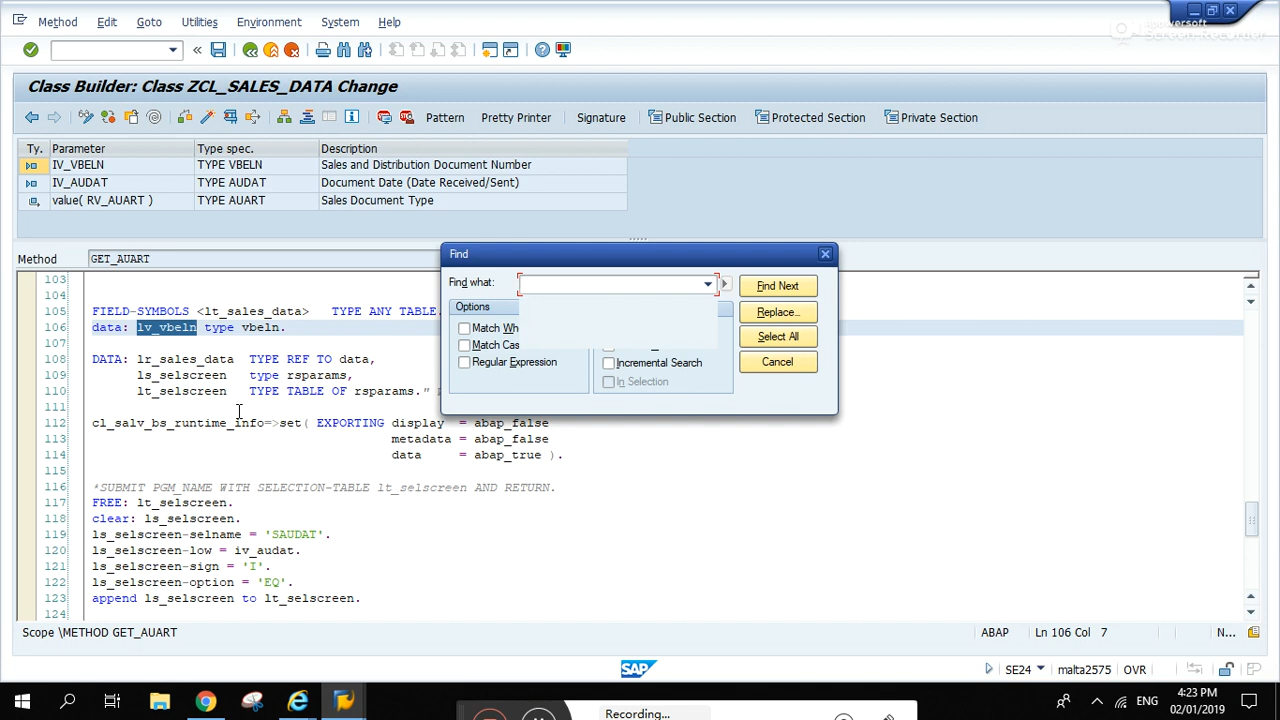 Method Edit Goto Utilities Environment System Help
Class Builder: Class ZCL_SALES_DATA Change
Pattern Pretty Printer Signature Public Section Protected Section Private Section
Ty. Parameter Type spec. Description
IV_VBELN TYPE VBELN Sales and Distribution Document Number
IV_AUDAT TYPE AUDAT Document Date (Date Received/Sent)
value( RV_AUART ) TYPE AUART Sales Document Type
Method GET_AUART
Find
Find what: Find Next
Options
Replace...
Match Wh
Select All
Match Cas
Regular Expression Incremental Search Cancel
In Selection
103
104
105 FIELD-SYMBOLS <lt_sales_data> TYPE ANY TABLE.
106 data: lv_vbeln type vbeln.
107
108 DATA: lr_sales_data TYPE REF TO data,
109 ls_selscreen type rsparams,
110 lt_selscreen TYPE TABLE OF rsparams."
111
112 cl_salv_bs_runtime_info=>set( EXPORTING display = abap_false
113 metadata = abap_false
114 data = abap_true ).
115
116 *SUBMIT PGM_NAME WITH SELECTION-TABLE lt_selscreen AND RETURN.
117 FREE: lt_selscreen.
118 clear: ls_selscreen.
119 ls_selscreen-selname = 'SAUDAT'.
120 ls_selscreen-low = iv_audat.
121 ls_selscreen-sign = 'I'.
122 ls_selscreen-option = 'EQ'.
123 append ls_selscreen to lt_selscreen.
124
Scope \METHOD GET_AUART ABAP Ln 106 Col 7 N...
SAP SE24 malta2575 OVR
Recording...
ENG 4:23 PM
02/01/2019